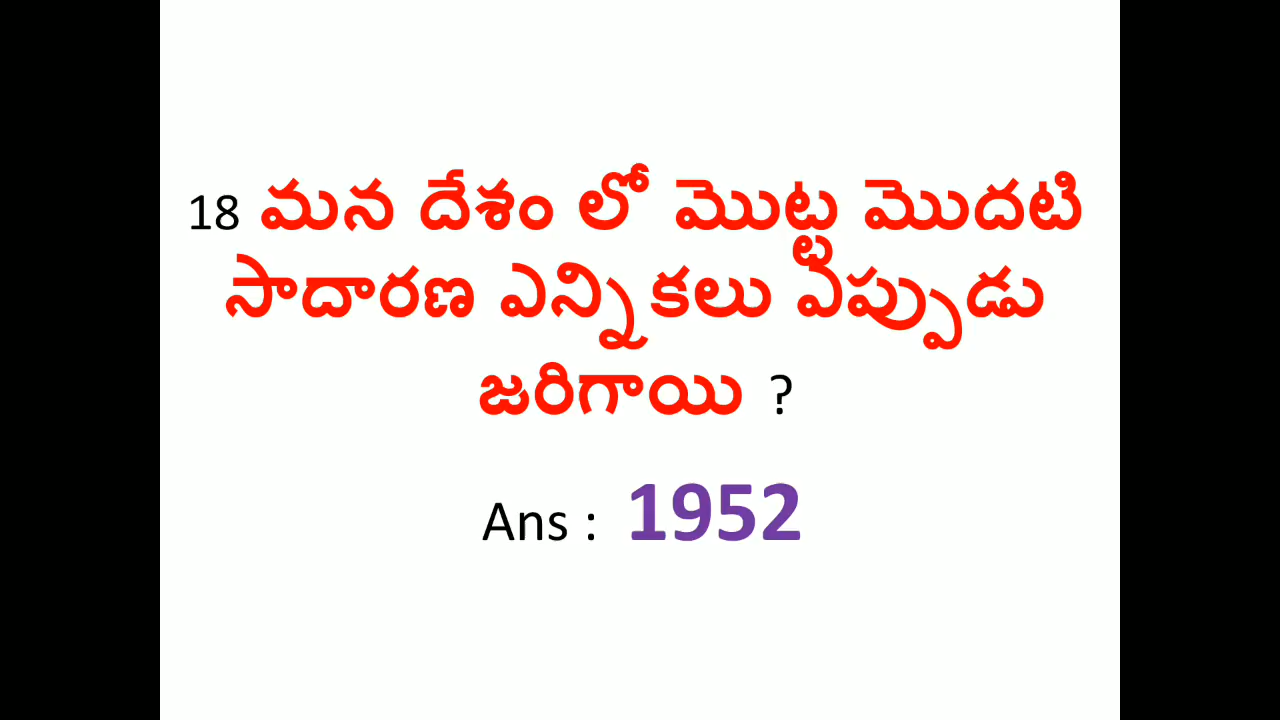 18 మన దేశం లో మొట్ట మొదటి
సాదారణ ఎన్నికలు ఎప్పుడు
జరిగాయి ?
Ans : 1952